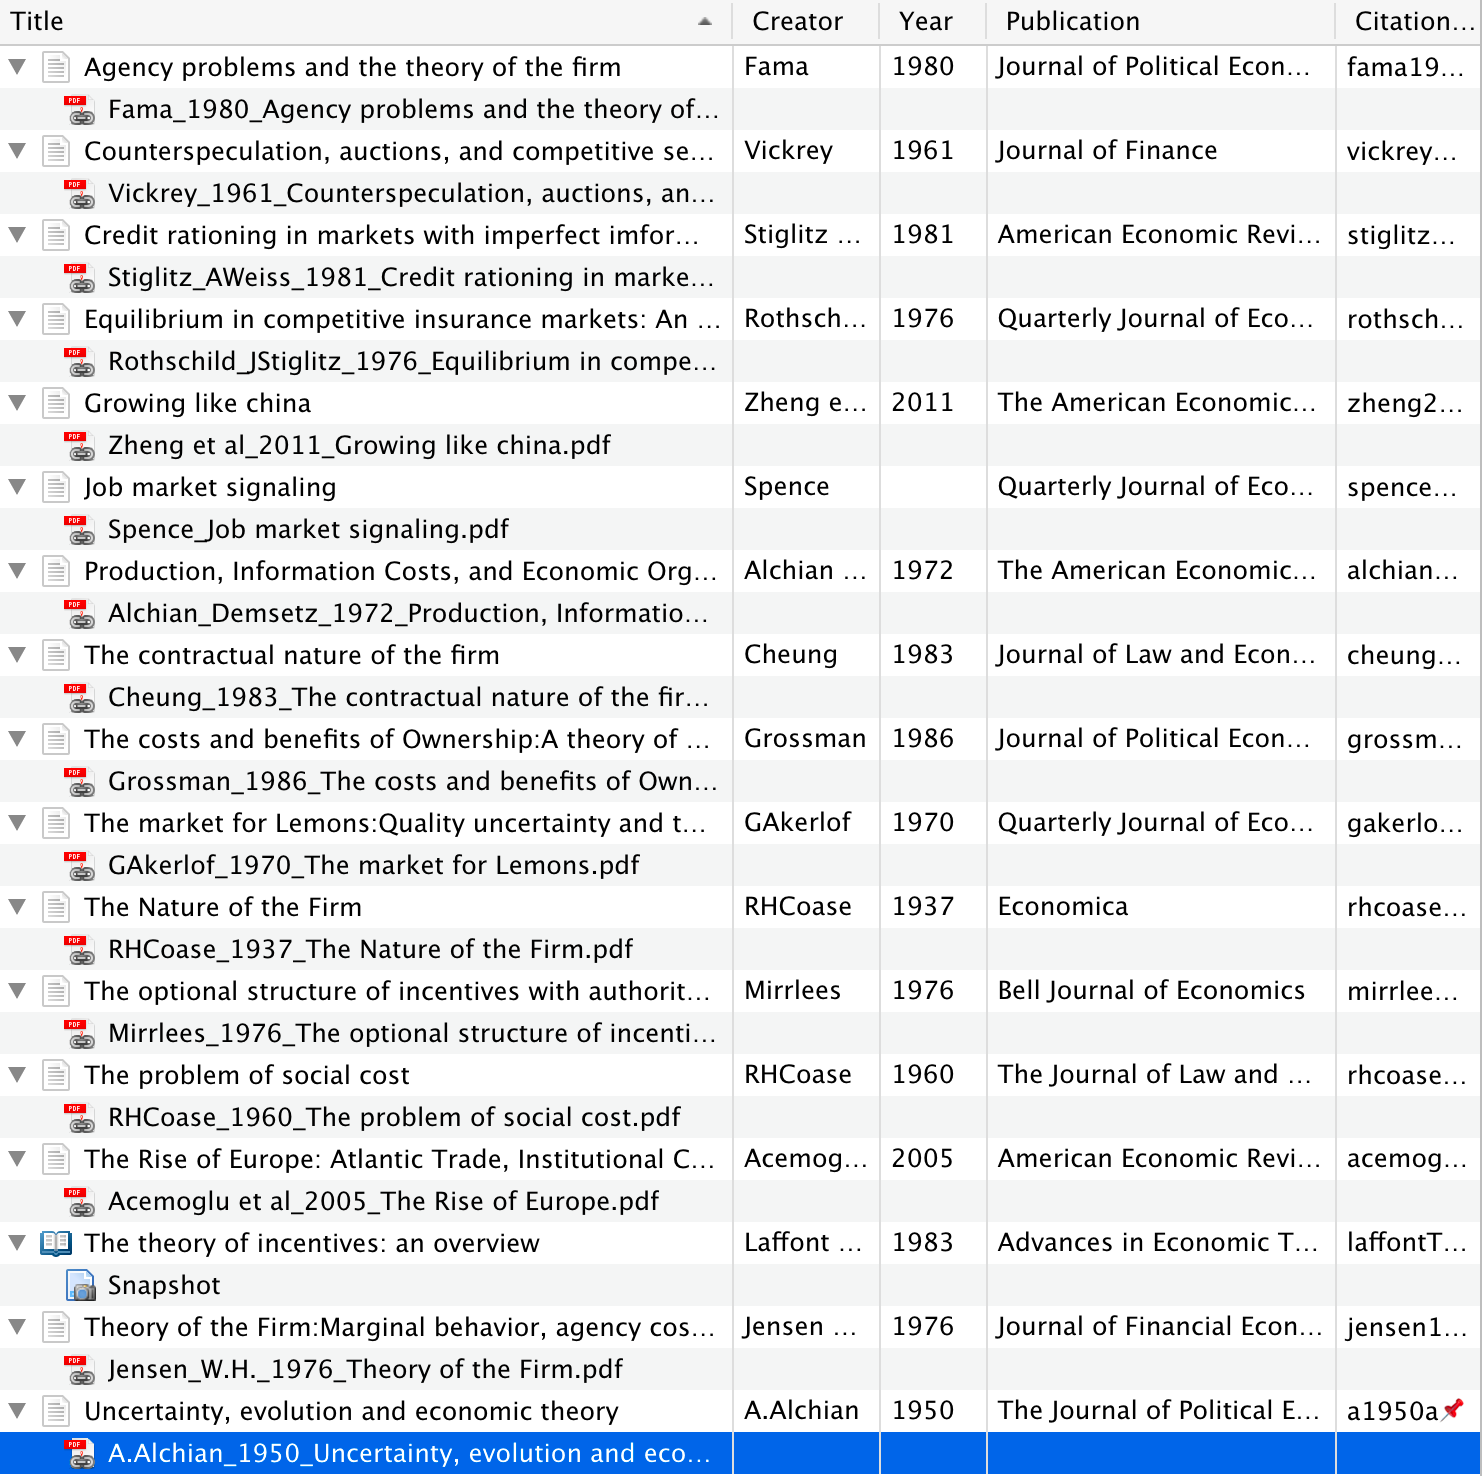 Title Creator Year Publication Citation...
Agency problems and the theory of the firm Fama 1980 Journal of Political Econ... fama19...
Fama_1980_Agency problems and the theory of...
Counterspeculation, auctions, and competitive se... Vickrey 1961 Journal of Finance vickrey...
Vickrey_1961_Counterspeculation, auctions, an...
Credit rationing in markets with imperfect imfor... Stiglitz ... 1981 American Economic Revi... stiglitz...
Stiglitz_AWeiss_1981_Credit rationing in marke...
Equilibrium in competitive insurance markets: An ... Rothsch... 1976 Quarterly Journal of Eco... rothsch...
Rothschild_JStiglitz_1976_Equilibrium in compe...
Growing like china Zheng e... 2011 The American Economic... zheng2...
Zheng et al_2011_Growing like china.pdf
Job market signaling Spence Quarterly Journal of Eco... spence...
Spence_Job market signaling.pdf
Production, Information Costs, and Economic Org... Alchian ... 1972 The American Economic... alchian...
Alchian_Demsetz_1972_Production, Informatio...
The contractual nature of the firm Cheung 1983 Journal of Law and Econ... cheung...
Cheung_1983_The contractual nature of the fir...
The costs and benefits of Ownership:A theory of ... Grossman 1986 Journal of Political Econ... grossm...
Grossman_1986_The costs and benefits of Own...
The market for Lemons:Quality uncertainty and t... GAkerlof 1970 Quarterly Journal of Eco... gakerlo...
GAkerlof_1970_The market for Lemons.pdf
The Nature of the Firm RHCoase 1937 Economica rhcoase...
RHCoase_1937_The Nature of the Firm.pdf
The optional structure of incentives with authorit... Mirrlees 1976 Bell Journal of Economics mirrlee...
Mirrlees_1976_The optional structure of incenti...
The problem of social cost RHCoase 1960 The Journal of Law and ... rhcoase...
RHCoase_1960_The problem of social cost.pdf
The Rise of Europe: Atlantic Trade, Institutional C... Acemog... 2005 American Economic Revi... acemog...
Acemoglu et al_2005_The Rise of Europe.pdf
The theory of incentives: an overview Laffont ... 1983 Advances in Economic T... laffontT...
Snapshot
Theory of the Firm:Marginal behavior, agency cos... Jensen ... 1976 Journal of Financial Econ... jensen1...
Jensen_W.H._1976_Theory of the Firm.pdf
Uncertainty, evolution and economic theory A.Alchian 1950 The Journal of Political E... a1950a
A.Alchian_1950_Uncertainty, evolution and eco...